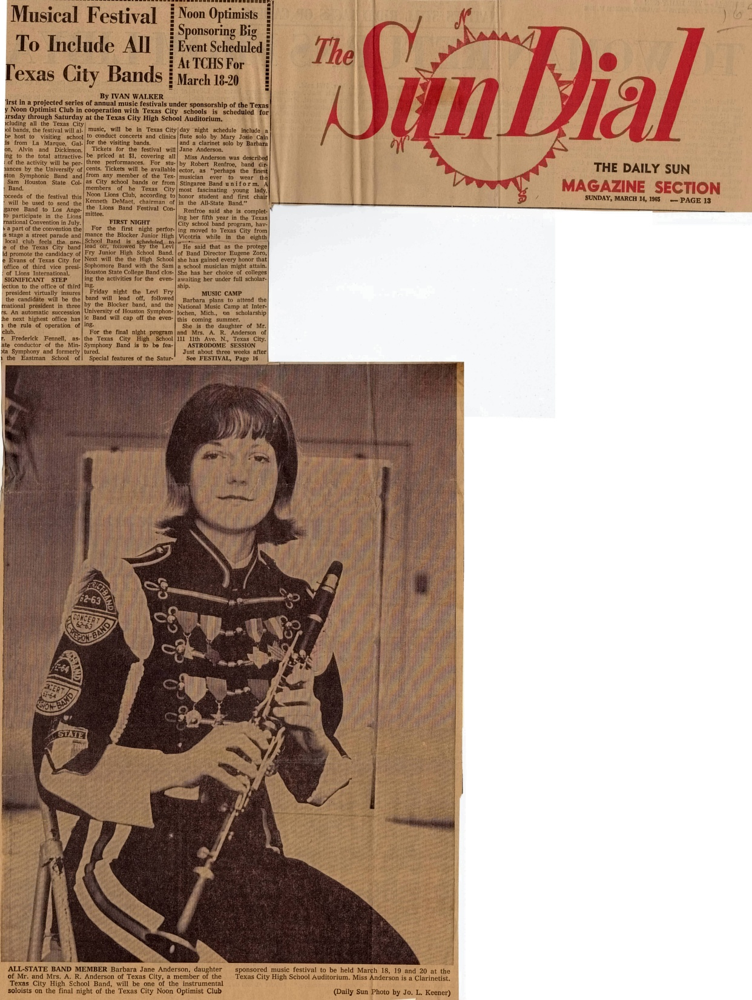 Musical Festival
To Include All
Texas City Bands
Noon Optimists
Sponsoring Big
Event Scheduled
At TCHS For
March 18-20
By IVAN WALKER
irst in a projected series of annual music festivals under sponsorship of the Texas
y Noon Optimist Club in cooperation with Texas City schools is scheduled for
ursday through Saturday at the Texas City High School Auditorium.
cluding all the Texas City
ol bands, the festival will al-
be host to visiting school
s from La Marque, Gal-
on, Alvin and Dickinson.
ing to the total attractive-
of the activity will be per-
ances by the University of
ston Symphonic Band and
Sam Houston State Col-
Band.
oceeds of the festival this
will be used to send the
garee Band to Los Ange-
to participate in the Lions
rnational Convention in July.
a part of the convention the
s stage a street parade and
local club feels the pre-
e of the Texas City band
ld promote the candidacy of
e Evans of Texas City for
office of third vice presi-
of Lions International.
SIGNIFICANT STEP
ection to the office of third
president virtually insures
the candidate will be the
rnational president in three
rs. An automatic succession
he next highest office has
n the rule of operation of
club.
r. Frederick Fennell, as-
ate conductor of the Min-
ota Symphony and formerly
the Eastman School of
music, will be in Texas City
to conduct concerts and clinics
for the visiting bands.
Tickets for the festival will
be priced at $1, covering all
three performances. For stu-
cents. Tickets will be available
from any member of the Tex-
as City school bands or from
members of he Texas City
Noon Lions Club, according to
Kenneth DeMaet, chairman of
the Lions Band Festival Com-
mittee.
FIRST NIGHT
For the first night perfor-
mance the Blocker Junior High
School Band is scheduled to
lead off, followed by the Levi
Fry Junior High School Band.
Next will the the High School
Sophomore Band with the Sam
Houston State College Band clos-
ing the activities for the even-
ing.
Friday night the Levi Fry
band will lead off, followed
by the Blocker band, and the
University of Houston Symphon-
ic Band will cap off the even-
ing.
For the final night program
the Texas City High School
Symphony Band is to be fea-
tured.
Special features of the Satur-
day night schedule include a
flute solo by Mary Josie Cain
and a clarinet solo by Barbara
Jane Anderson.
Miss Anderson was described
by Robert Renfroe, band dir-
ector, as "perhaps the finest
musician ever to wear the
Stingaree Band uniform. A
most fascinating young lady,
honor student and first chair
in the All-State Band."
Renfroe said she is complet-
ing her fifth year in the Texas
City school band program, hav-
ing moved to Texas City from
Vicotria while in the eighth
He said that as the protege
of Band Director Eugene Zoro,
she has gained every honor that
a school musician might attain.
She has her choice of colleges
awaiting her under full scholar-
ship.
MUSIC CAMP
Barbara plans to attend the
National Music Camp at Inter-
lochen, Mich., on scholarship
this coming summer.
She is the daughter of Mr.
and Mrs. A. R. Anderson of
111 11th Ave. N., Texas City.
ASTRODOME SESSION
Just about three weeks after
See FESTIVAL, Page 16
The Sun Dial
N
W
S
THE DAILY SUN
MAGAZINE SECTION
SUNDAY, MARCH 14, 1965 — PAGE 13
RICT-BAND
62-63
CONCERT
62-63
L-REGION-BAND
BAND
-64
NCERT
63-64
GION-BAND
STATE
ALL-STATE BAND MEMBER Barbara Jane Anderson, daughter
of Mr. and Mrs. A. R. Anderson of Texas City, a member of the
Texas City High School Band, will be one of the instrumental
soloists on the final night of the Texas City Noon Optimist Club
sponsored music festival to be held March 18, 19 and 20 at the
Texas City High School Auditorium. Miss Anderson is a Clarinetist.
(Daily Sun Photo by Jo. L. Keener)